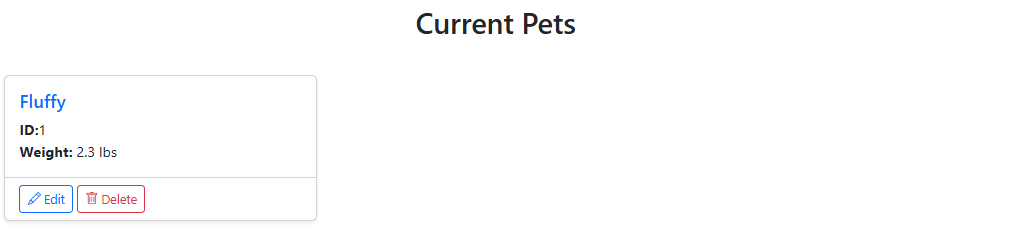 Current Pets
Fluffy
ID:1
Weight: 2.3 lbs
Edit Delete